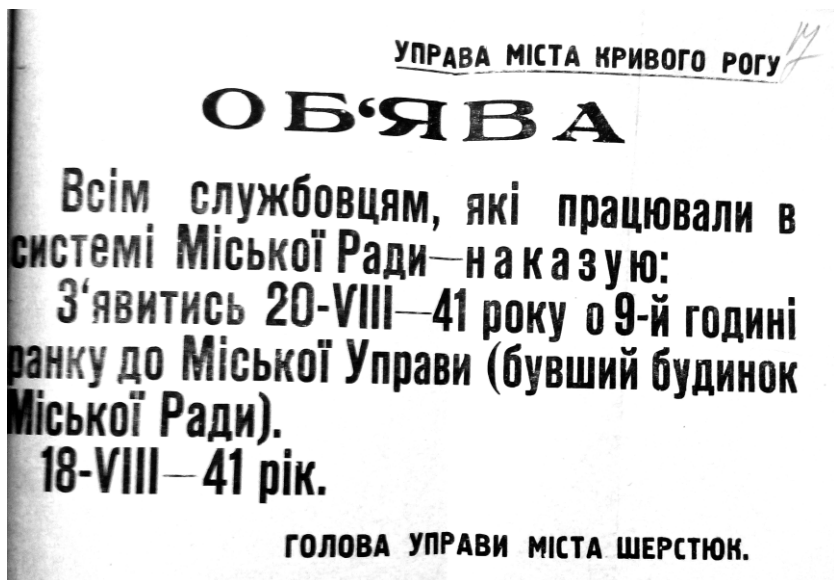 УПРАВА МІСТА КРИВОГО РОГУ
ОБ‘ЯВА
Всім службовцям, які працювали в
системі Міської Ради—наказую:
З‘явитись 20-VIII—41 року о 9-й годині
ранку до Міської Управи (бувший будинок
Міської Ради).
18-VIII—41 рік.
ГОЛОВА УПРАВИ МІСТА ШЕРСТЮК.